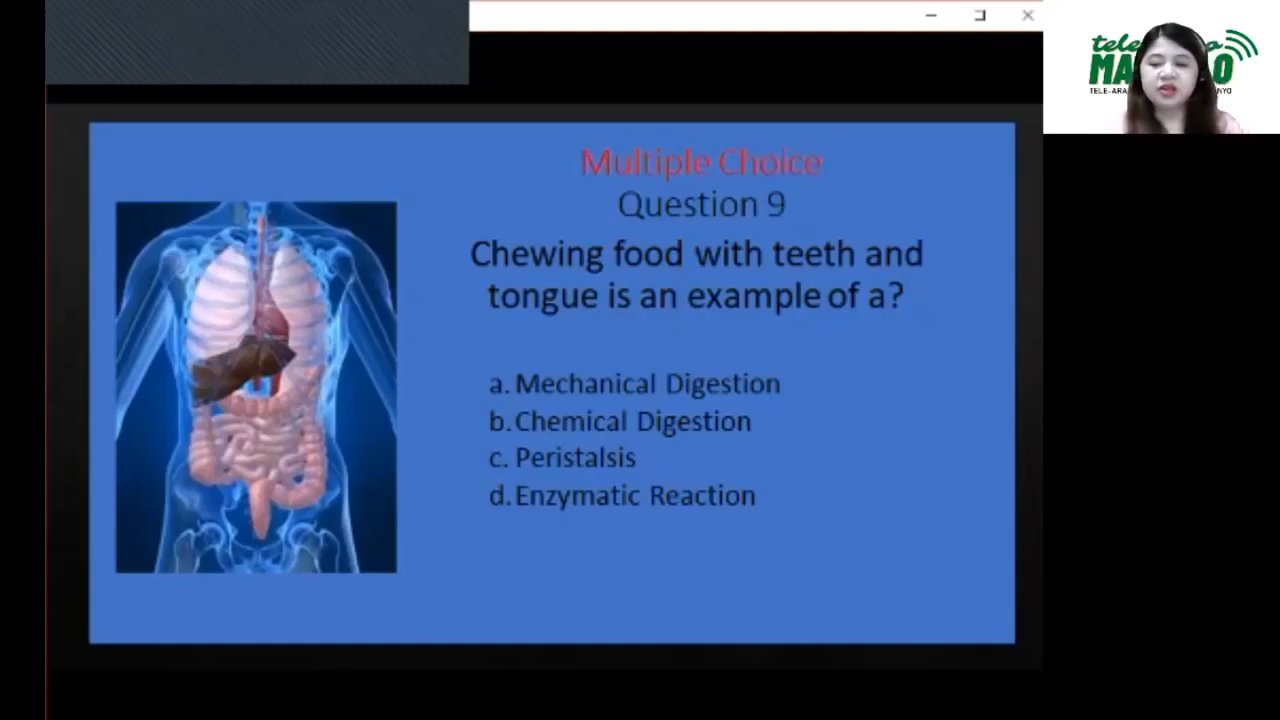 Multiple Choice
Question 9
Chewing food with teeth and
tongue is an example of a?
a. Mechanical Digestion
b. Chemical Digestion
c. Peristalsis
d. Enzymatic Reaction